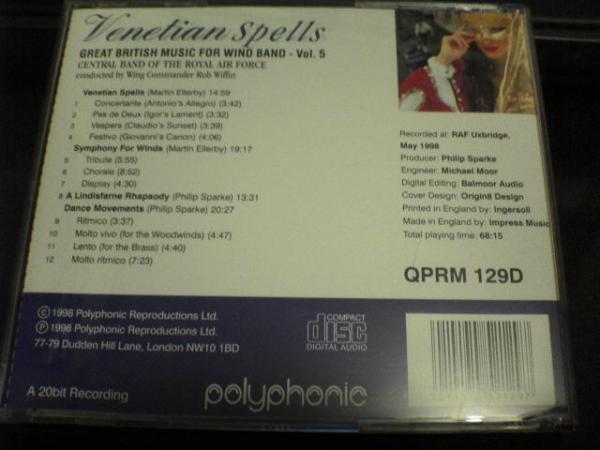 Venetian Spells
GREAT BRITISH MUSIC FOR WIND BAND - Vol. 5
CENTRAL BAND OF THE ROYAL AIR FORCE
conducted by Wing Commander Rob Wiffin
Venetian Spells (Martin Ellerby) 14:59
1 Concertante (Antonio's Allegro) (3:42)
2 Pas de Deux (Igor's Lament) (3:32)
3 Vespers (Claudio's Sunset) (3:39)
4 Festivo (Giovanni's Canon) (4:06)
Symphony For Winds (Martin Ellerby) 19:17
5 Tribute (5:55)
6 Chorale (8:52)
7 Display (4:30)
8 A Lindisfarne Rhapsody (Philip Sparke) 13:31
Dance Movements (Philip Sparke) 20:27
9 Ritmico (3:37)
10 Molto vivo (for the Woodwinds) (4:47)
11 Lento (for the Brass) (4:40)
12 Molto ritmico (7:23)
Recorded at: RAF Uxbridge,
May 1998
Producer: Philip Sparke
Engineer: Michael Moor
Digital Editing: Balmoor Audio
Cover Design: Origin8 Design
Printed in England by: Ingersoll
Made in England by: Impress Music
Total playing time: 68:15
QPRM 129D
© 1998 Polyphonic Reproductions Ltd.
℗ 1998 Polyphonic Reproductions Ltd.
77-79 Dudden Hill Lane, London NW10 1BD
COMPACT
disc
DIGITAL AUDIO
A 20bit Recording
polyphonic